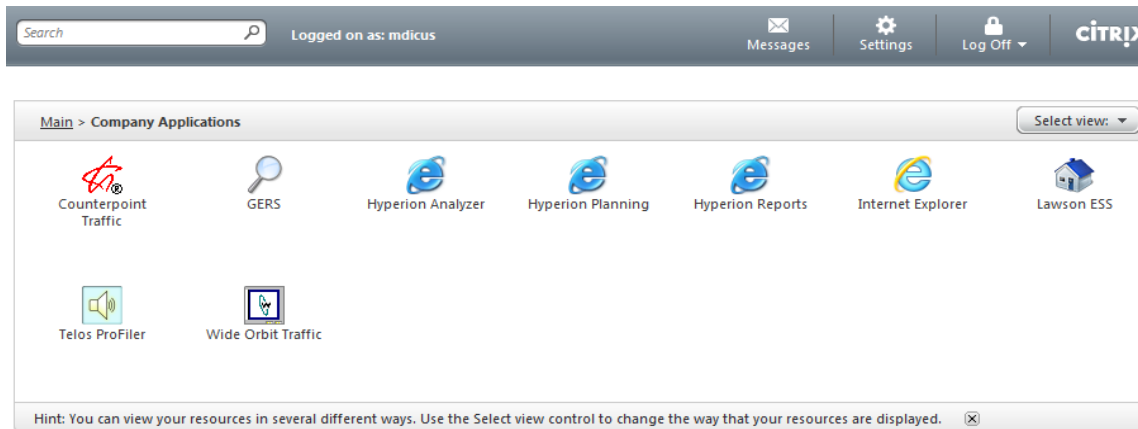 Search
Logged on as: mdicus
Messages
Settings
Log Off
CİTRIX
Main > Company Applications
Select view:
Counterpoint
Traffic
GERS
Hyperion Analyzer
Hyperion Planning
Hyperion Reports
Internet Explorer
Lawson ESS
Telos ProFiler
Wide Orbit Traffic
Hint: You can view your resources in several different ways. Use the Select view control to change the way that your resources are displayed.